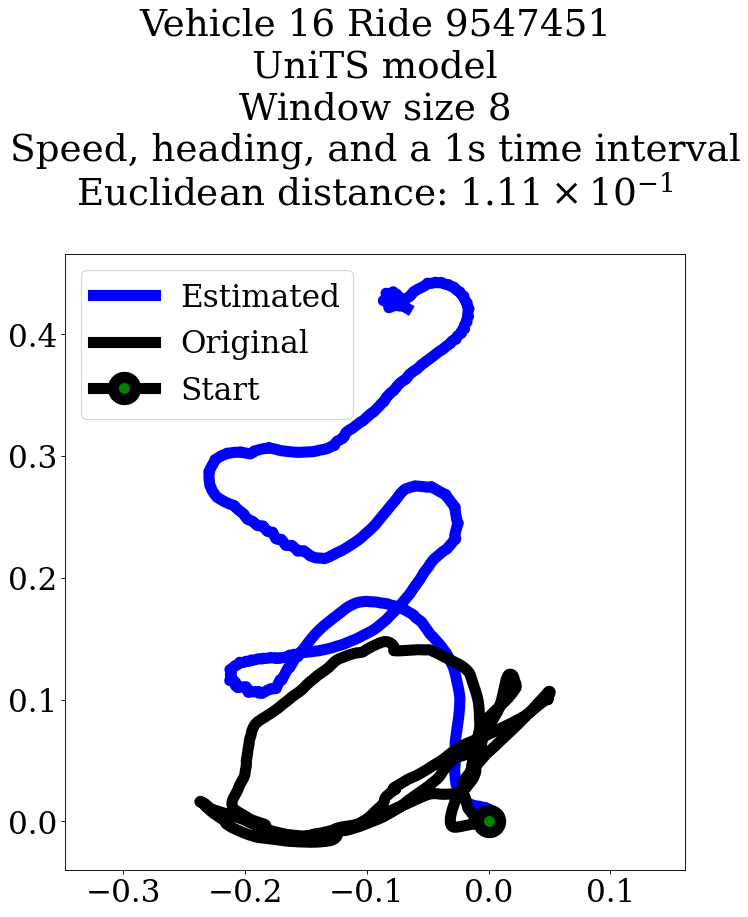 Vehicle 16 Ride 9547451
UniTS model
Window size 8
Speed, heading, and a 1s time interval
Euclidean distance: 1.11 × 10⁻¹
Estimated
Original
Start
0.4
0.3
0.2
0.1
0.0
−0.3 −0.2 −0.1 0.0 0.1